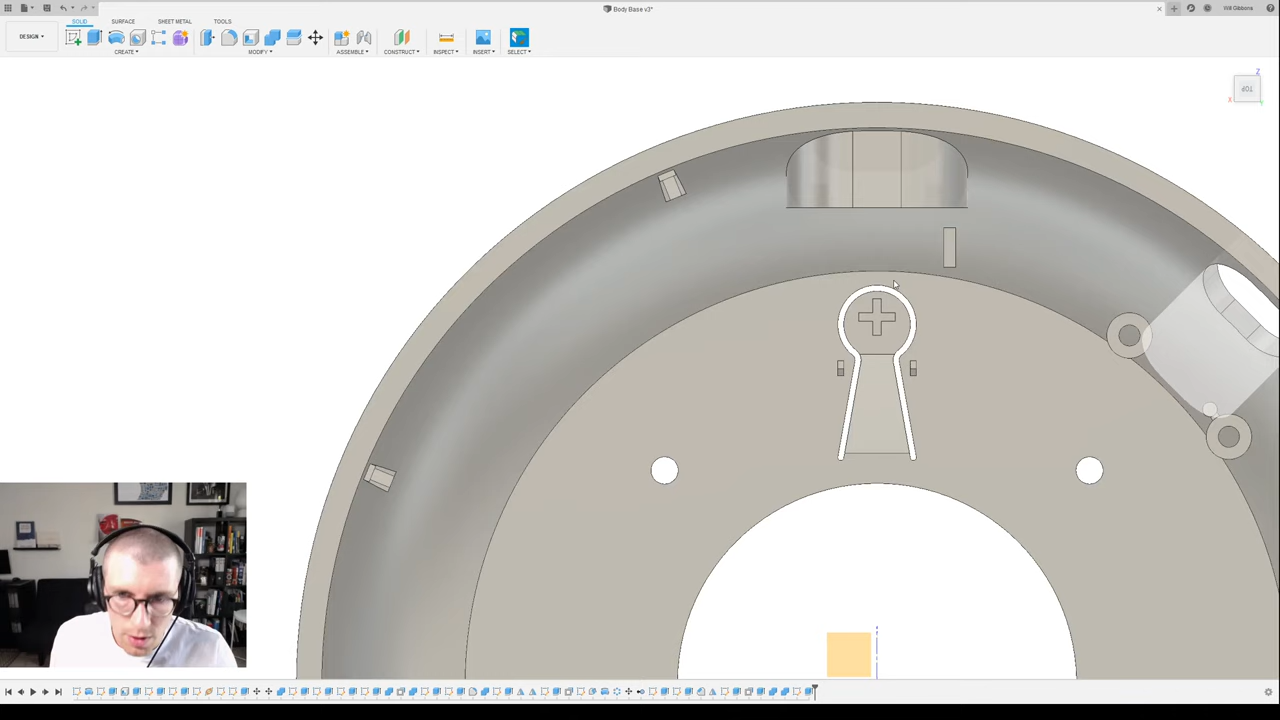 Body Base v3*
Will Gibbons
SOLID
SURFACE
SHEET METAL
TOOLS
DESIGN
CREATE
MODIFY
ASSEMBLE
CONSTRUCT
INSPECT
INSERT
SELECT
Z
TOP
X
Y